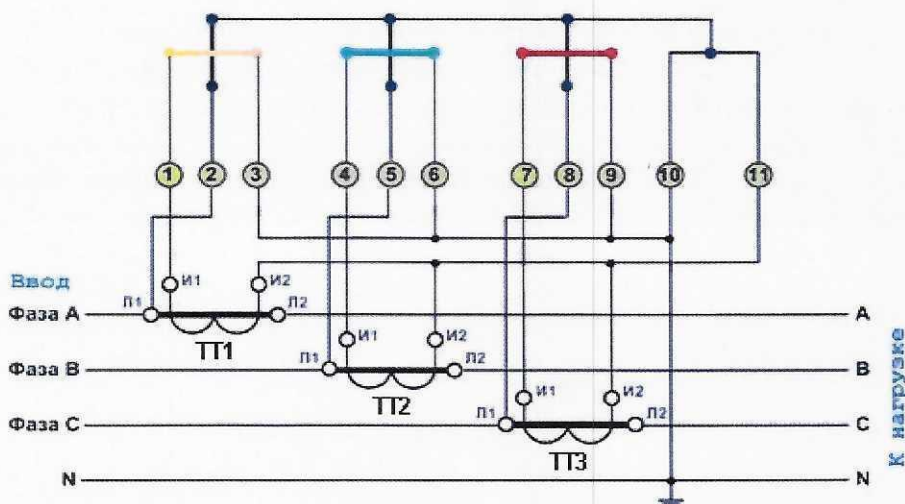 1 2 3 4 5 6 7 8 9 10 11
Ввод
И1 И2
Фаза А Л1 Л2 А
ТТ1
И1 И2
Фаза В Л1 Л2 В
ТТ2
И1 И2
Фаза С Л1 Л2 С
ТТ3
N N
К нагрузке